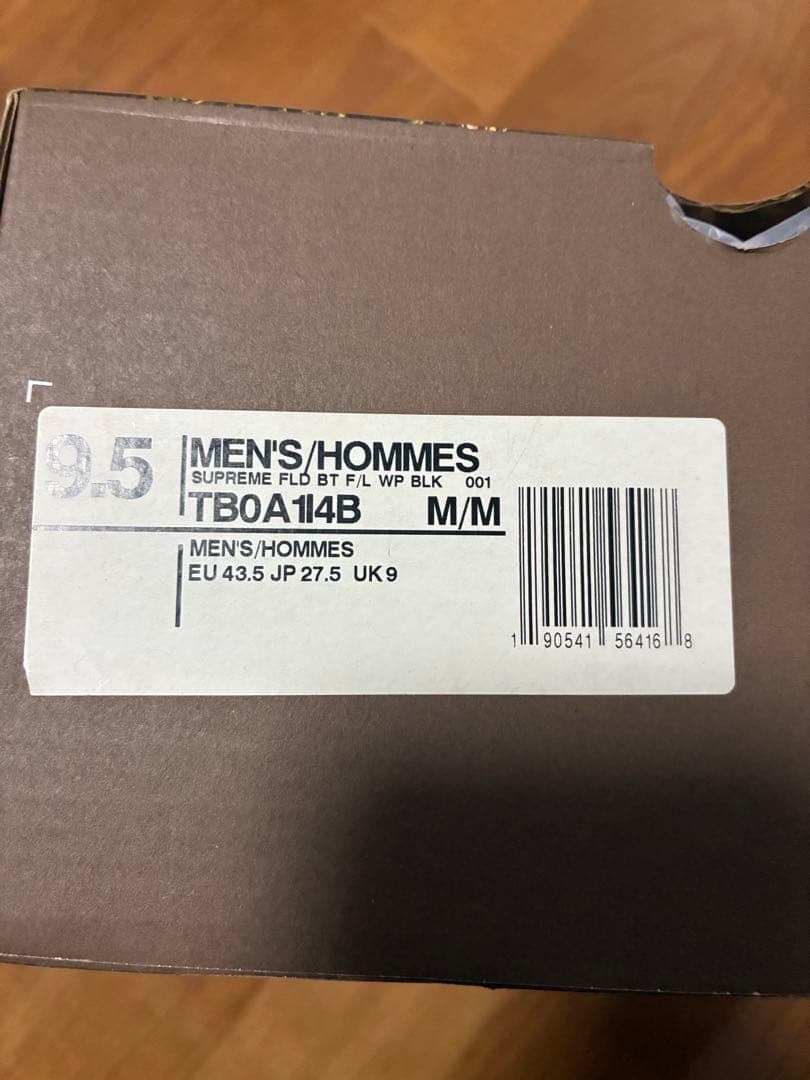 9.5
MEN'S/HOMMES
SUPREME FLD BT F/L WP BLK 001
TB0A1I4B M/M
MEN'S/HOMMES
EU 43.5 JP 27.5 UK 9
1 90541 56416 8